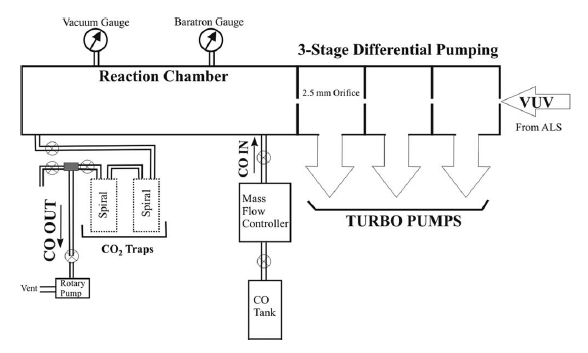 Vacuum Gauge
Baratron Gauge
3-Stage Differential Pumping
Reaction Chamber
2.5 mm Orifice
VUV
From ALS
CO IN
Mass
Flow
Controller
TURBO PUMPS
Spiral
Spiral
CO OUT
CO₂ Traps
Vent
Rotary
Pump
CO
Tank